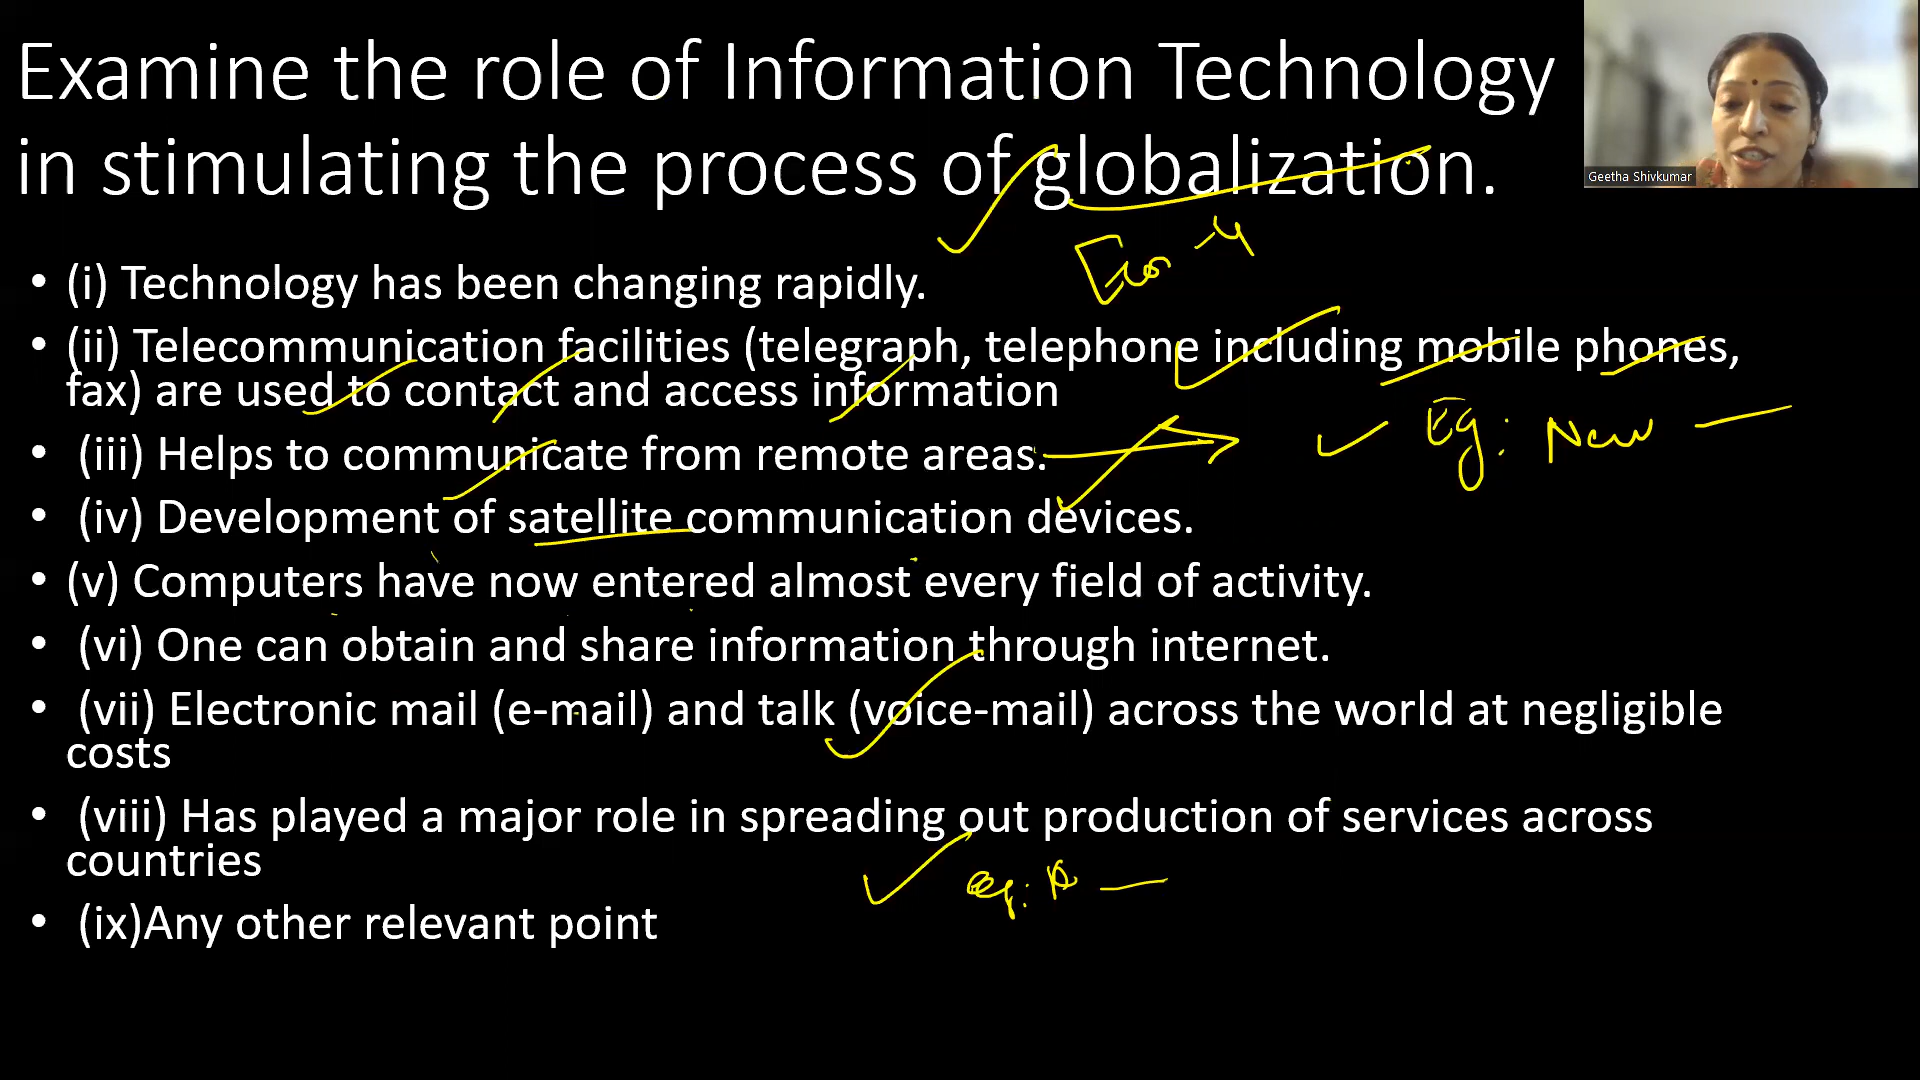 Examine the role of Information Technology
in stimulating the process of globalization.
Geetha Shivkumar
Eco -4
• (i) Technology has been changing rapidly.
• (ii) Telecommunication facilities (telegraph, telephone including mobile phones,
fax) are used to contact and access information
Eg: New
• (iii) Helps to communicate from remote areas.
• (iv) Development of satellite communication devices.
• (v) Computers have now entered almost every field of activity.
• (vi) One can obtain and share information through internet.
• (vii) Electronic mail (e-mail) and talk (voice-mail) across the world at negligible
costs
• (viii) Has played a major role in spreading out production of services across
countries
eg:
• (ix)Any other relevant point